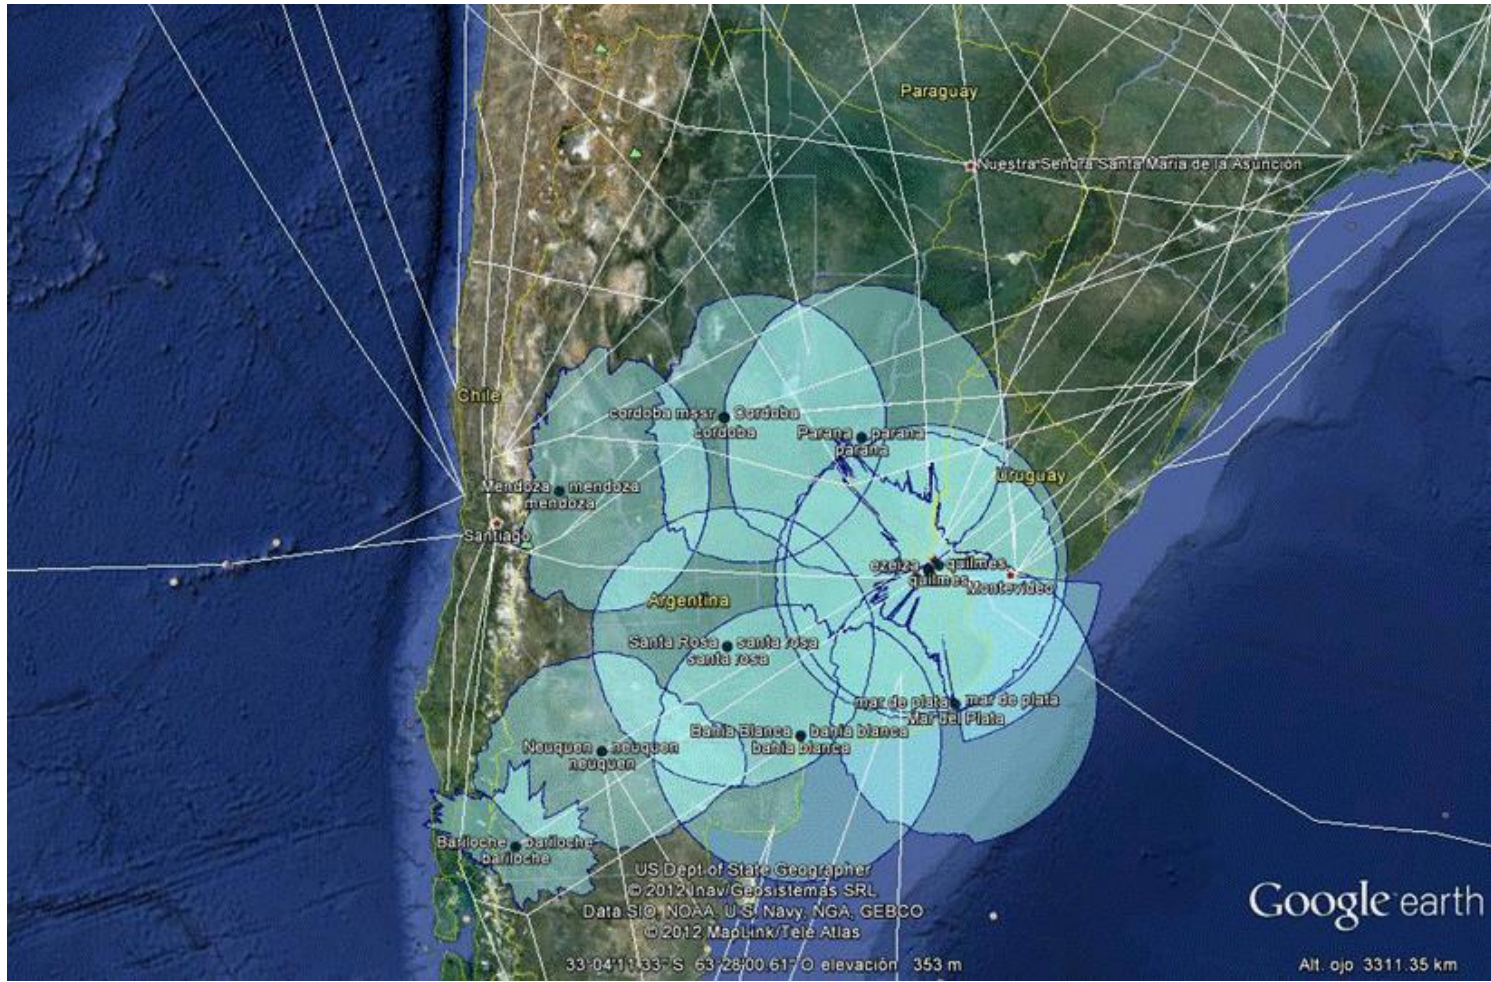 Paraguay
Nuestra Señora Santa María de la Asunción
Chile
cordoba mssr Cordoba
cordoba
Parana parana
parana
Uruguay
Mendoza mendoza
mendoza
Santiago
ezeiza quilmes
quilmes
Montevideo
Argentina
Santa Rosa santa rosa
santa rosa
mar de plata mar de plata
Mar del Plata
Bahia Blanca bahia blanca
bahia blanca
Neuquen neuquen
neuquen
Bariloche bariloche
bariloche
US Dept of State Geographer
© 2012 Inav/Geosistemas SRL
Data SIO, NOAA, U.S. Navy, NGA, GEBCO
© 2012 MapLink/Tele Atlas
Google earth
33°04'11.33" S 63°28'00.61" O elevación 353 m
Alt. ojo 3311.35 km